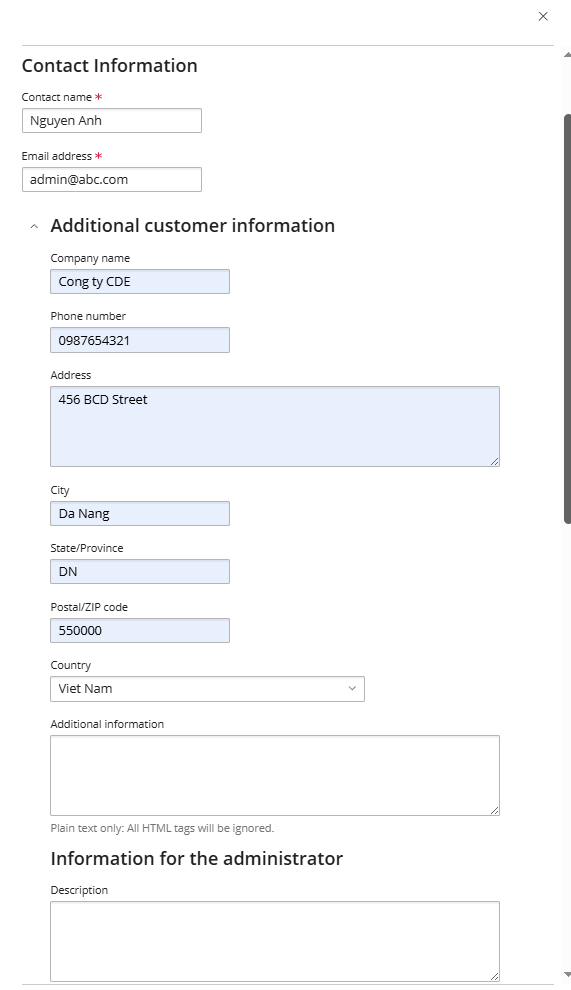 Contact Information
Contact name *
Nguyen Anh
Email address *
admin@abc.com
Additional customer information
Company name
Cong ty CDE
Phone number
0987654321
Address
456 BCD Street
City
Da Nang
State/Province
DN
Postal/ZIP code
550000
Country
Viet Nam
Additional information
Plain text only: All HTML tags will be ignored.
Information for the administrator
Description